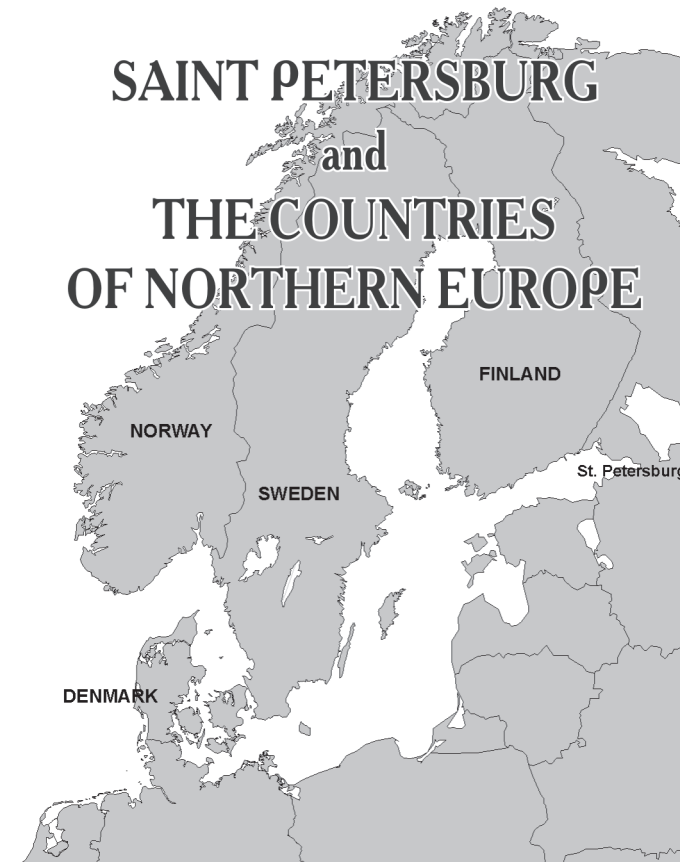 SAINT PETERSBURG
and
THE COUNTRIES
OF NORTHERN EUROPE
FINLAND
NORWAY
St. Petersburg
SWEDEN
DENMARK